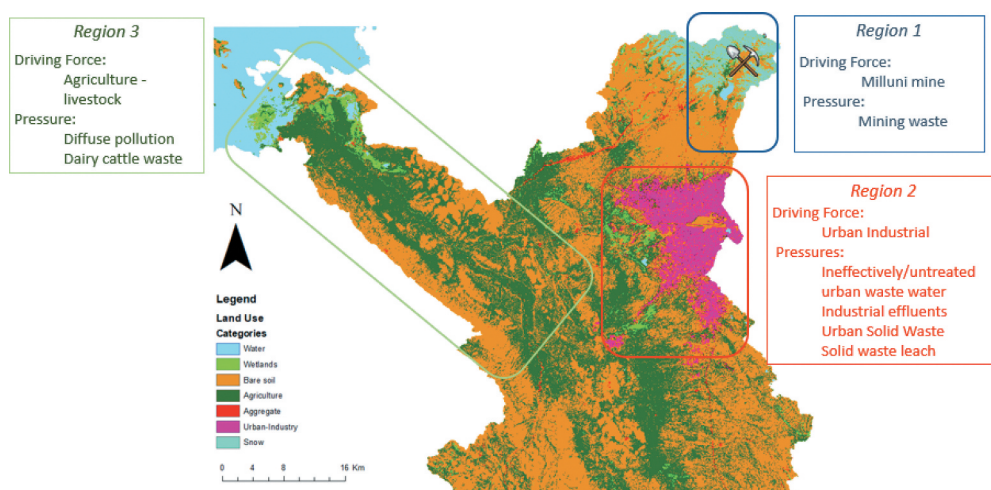 Region 3
Driving Force:
Agriculture -
livestock
Pressure:
Diffuse pollution
Dairy cattle waste
Region 1
Driving Force:
Milluni mine
Pressure:
Mining waste
Region 2
Driving Force:
Urban Industrial
Pressures:
Ineffectively/untreated
urban waste water
Industrial effluents
Urban Solid Waste
Solid waste leach
N
Legend
Land Use
Categories
Water
Wetlands
Bare soil
Agriculture
Aggregate
Urban-Industry
Snow
0 4 8 16 Km